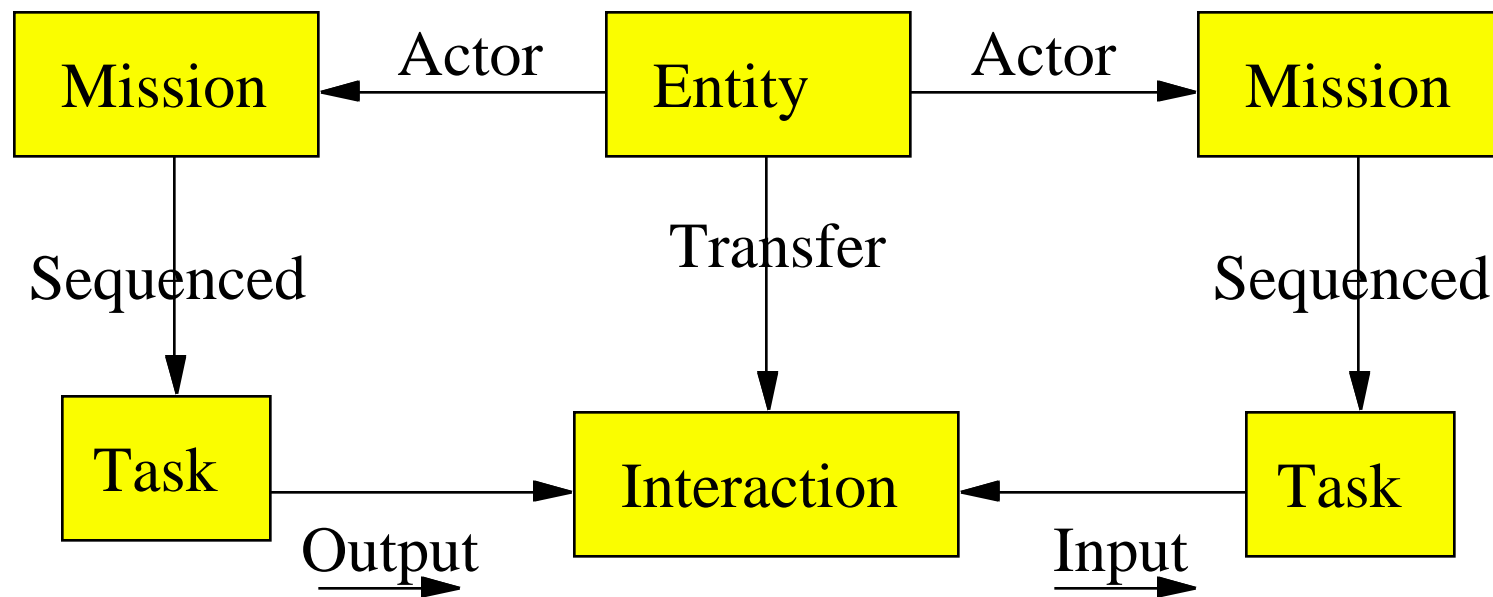 Actor
Actor
Mission
Entity
Mission
Transfer
Sequenced
Sequenced
Task
Interaction
Task
Output
Input